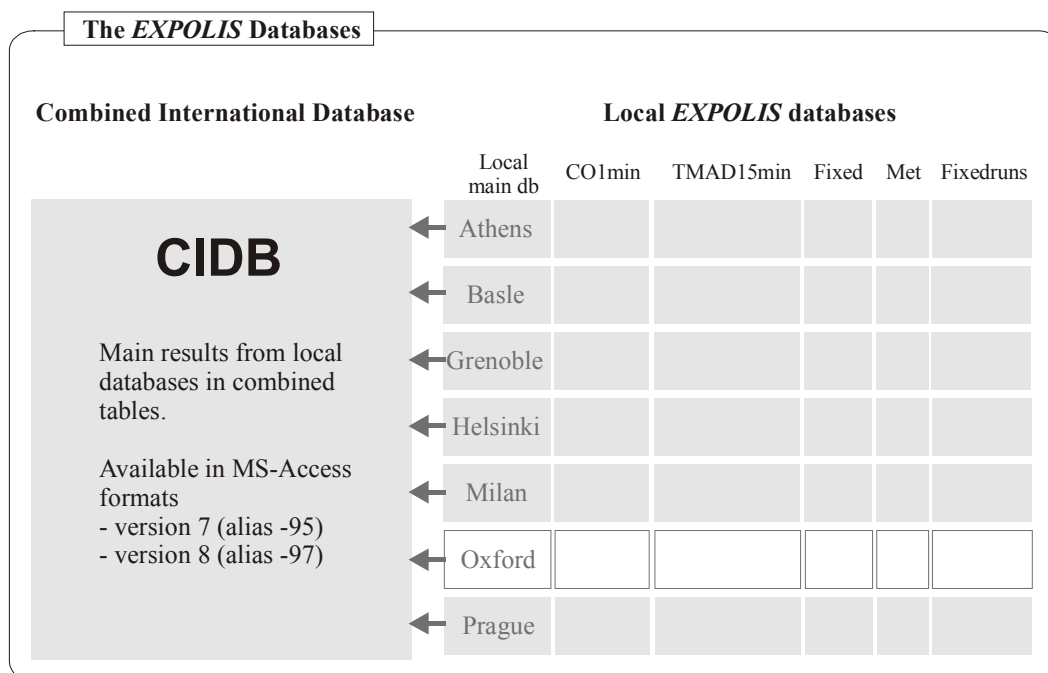 The EXPOLIS Databases
Combined International Database
Local EXPOLIS databases
Local
main db
CO1min
TMAD15min
Fixed
Met
Fixedruns
CIDB
Main results from local
databases in combined
tables.
Available in MS-Access
formats
- version 7 (alias -95)
- version 8 (alias -97)
Athens
Basle
Grenoble
Helsinki
Milan
Oxford
Prague